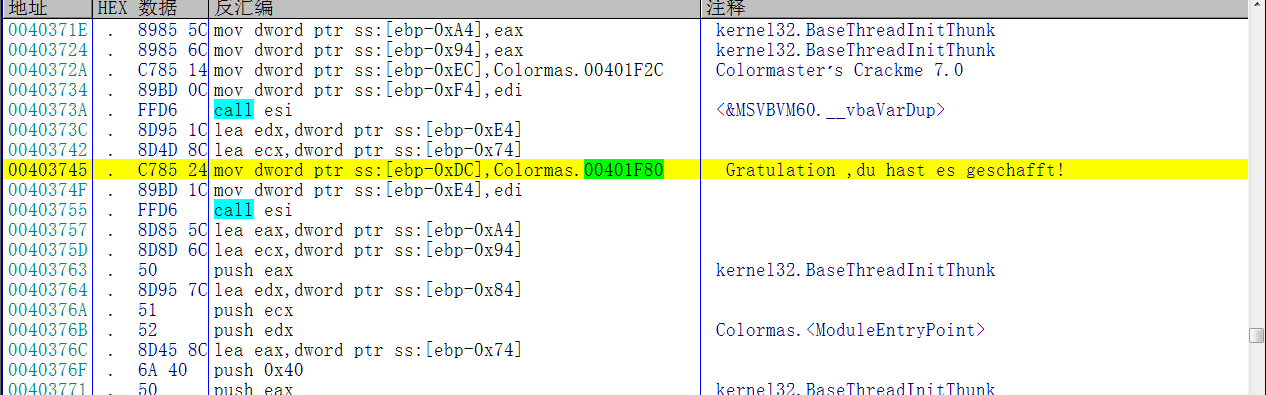 地址 HEX 数据 反汇编 注释
0040371E . 8985 5C mov dword ptr ss:[ebp-0xA4],eax kernel32.BaseThreadInitThunk
00403724 . 8985 6C mov dword ptr ss:[ebp-0x94],eax kernel32.BaseThreadInitThunk
0040372A . C785 14 mov dword ptr ss:[ebp-0xEC],Colormas.00401F2C Colormaster's Crackme 7.0
00403734 . 89BD 0C mov dword ptr ss:[ebp-0xF4],edi
0040373A . FFD6 call esi <&MSVBVM60.__vbaVarDup>
0040373C . 8D95 1C lea edx,dword ptr ss:[ebp-0xE4]
00403742 . 8D4D 8C lea ecx,dword ptr ss:[ebp-0x74]
00403745 . C785 24 mov dword ptr ss:[ebp-0xDC],Colormas.00401F80 Gratulation ,du hast es geschafft!
0040374F . 89BD 1C mov dword ptr ss:[ebp-0xE4],edi
00403755 . FFD6 call esi
00403757 . 8D85 5C lea eax,dword ptr ss:[ebp-0xA4]
0040375D . 8D8D 6C lea ecx,dword ptr ss:[ebp-0x94]
00403763 . 50 push eax kernel32.BaseThreadInitThunk
00403764 . 8D95 7C lea edx,dword ptr ss:[ebp-0x84]
0040376A . 51 push ecx
0040376B . 52 push edx Colormas.<ModuleEntryPoint>
0040376C . 8D45 8C lea eax,dword ptr ss:[ebp-0x74]
0040376F . 6A 40 push 0x40
00403771 . 50 push eax kernel32.BaseThreadInitThunk